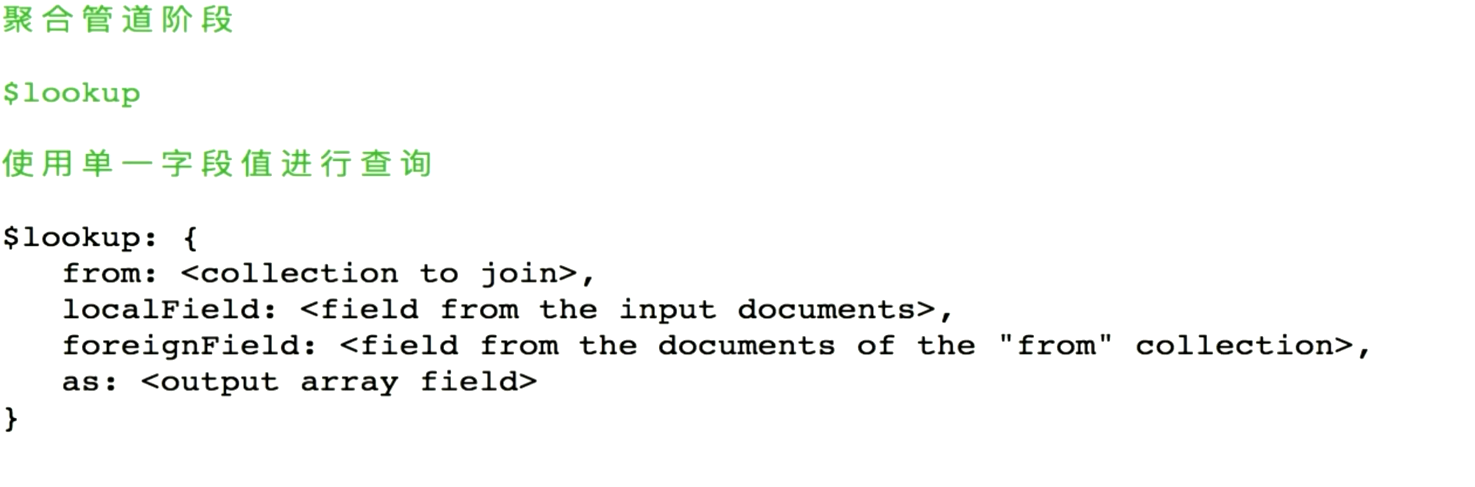 聚合管道阶段
$lookup
使用单一字段值进行查询
$lookup: {
from: <collection to join>,
localField: <field from the input documents>,
foreignField: <field from the documents of the "from" collection>,
as: <output array field>
}